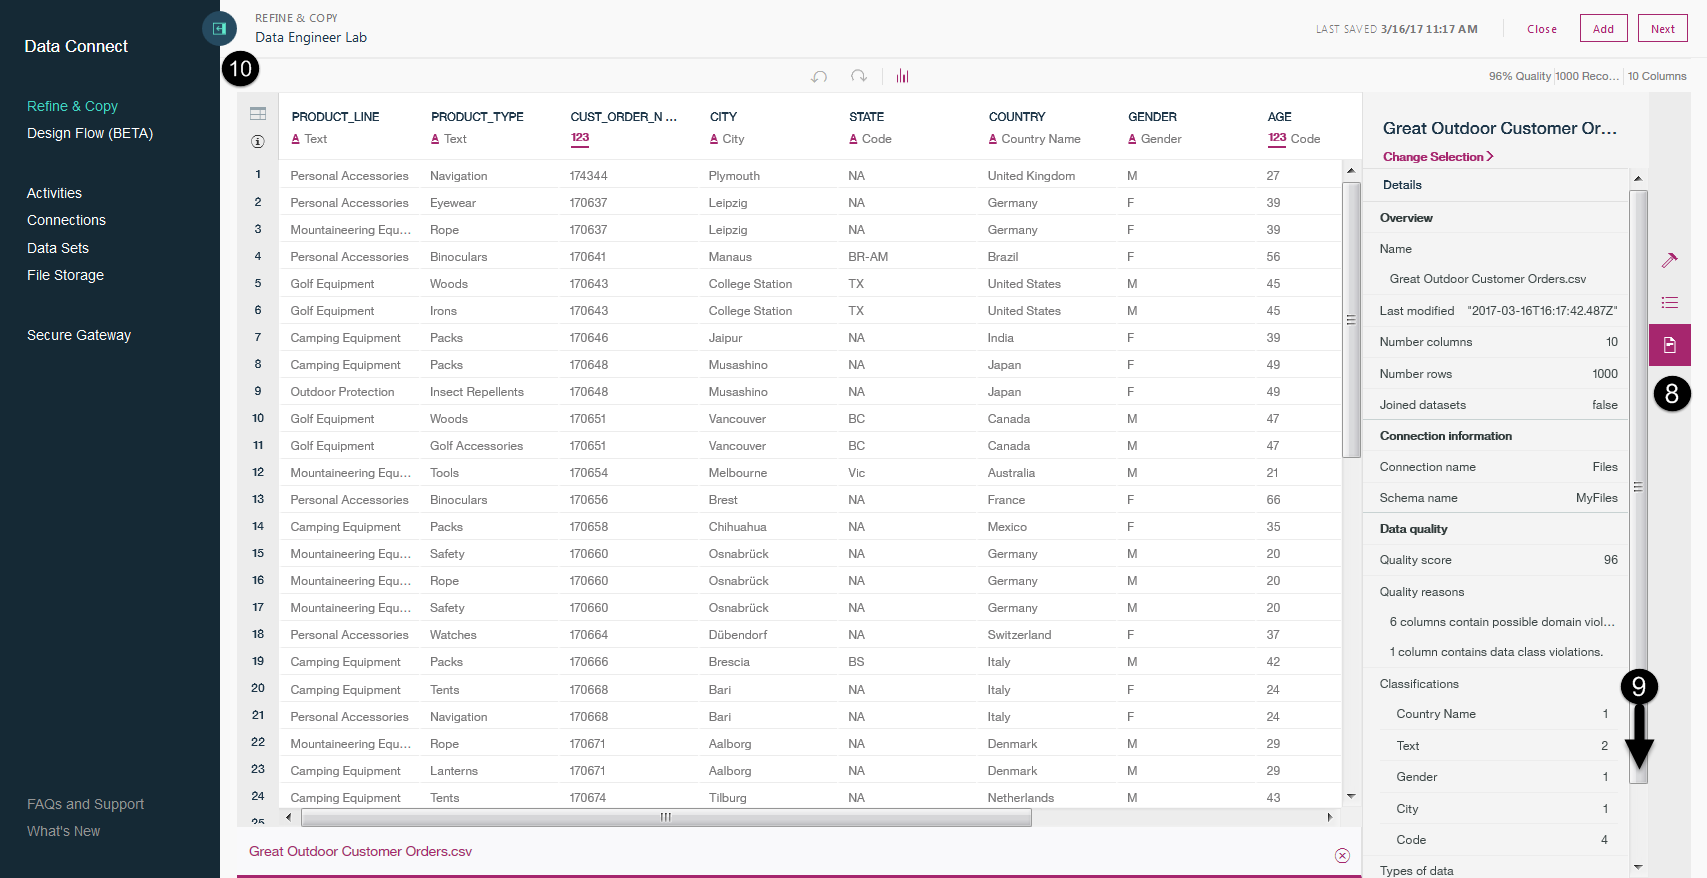 Data Connect
Refine & Copy
Design Flow (BETA)
Activities
Connections
Data Sets
File Storage
Secure Gateway
FAQs and Support
What's New
REFINE & COPY
Data Engineer Lab
LAST SAVED 3/16/17 11:17 AM Close Add Next
10
96% Quality 1000 Reco... 10 Columns
PRODUCT_LINE PRODUCT_TYPE CUST_ORDER_N ... CITY STATE COUNTRY GENDER AGE
A Text A Text 123 A City A Code A Country Name A Gender 123 Code
1 Personal Accessories Navigation 174344 Plymouth NA United Kingdom M 27
2 Personal Accessories Eyewear 170637 Leipzig NA Germany F 39
3 Mountaineering Equ... Rope 170637 Leipzig NA Germany F 39
4 Personal Accessories Binoculars 170641 Manaus BR-AM Brazil F 56
5 Golf Equipment Woods 170643 College Station TX United States M 45
6 Golf Equipment Irons 170643 College Station TX United States M 45
7 Camping Equipment Packs 170646 Jaipur NA India F 39
8 Camping Equipment Packs 170648 Musashino NA Japan F 49
9 Outdoor Protection Insect Repellents 170648 Musashino NA Japan F 49
10 Golf Equipment Woods 170651 Vancouver BC Canada M 47
11 Golf Equipment Golf Accessories 170651 Vancouver BC Canada M 47
12 Mountaineering Equ... Tools 170654 Melbourne Vic Australia M 21
13 Personal Accessories Binoculars 170656 Brest NA France F 66
14 Camping Equipment Packs 170658 Chihuahua NA Mexico F 35
15 Mountaineering Equ... Safety 170660 Osnabrück NA Germany M 20
16 Mountaineering Equ... Rope 170660 Osnabrück NA Germany M 20
17 Mountaineering Equ... Safety 170660 Osnabrück NA Germany M 20
18 Personal Accessories Watches 170664 Dübendorf NA Switzerland F 37
19 Camping Equipment Packs 170666 Brescia BS Italy M 42
20 Camping Equipment Tents 170668 Bari NA Italy F 24
21 Personal Accessories Navigation 170668 Bari NA Italy F 24
22 Mountaineering Equ... Rope 170671 Aalborg NA Denmark M 29
23 Camping Equipment Lanterns 170671 Aalborg NA Denmark M 29
24 Camping Equipment Tents 170674 Tilburg NA Netherlands M 43
25
Great Outdoor Customer Orders.csv
Great Outdoor Customer Or...
Change Selection
Details
Overview
Name
Great Outdoor Customer Orders.csv
Last modified "2017-03-16T16:17:42.487Z"
Number columns 10
Number rows 1000
Joined datasets false
Connection information
Connection name Files
Schema name MyFiles
Data quality
Quality score 96
Quality reasons
6 columns contain possible domain viol...
1 column contains data class violations.
Classifications
Country Name 1
Text 2
Gender 1
City 1
Code 4
Types of data
8
9